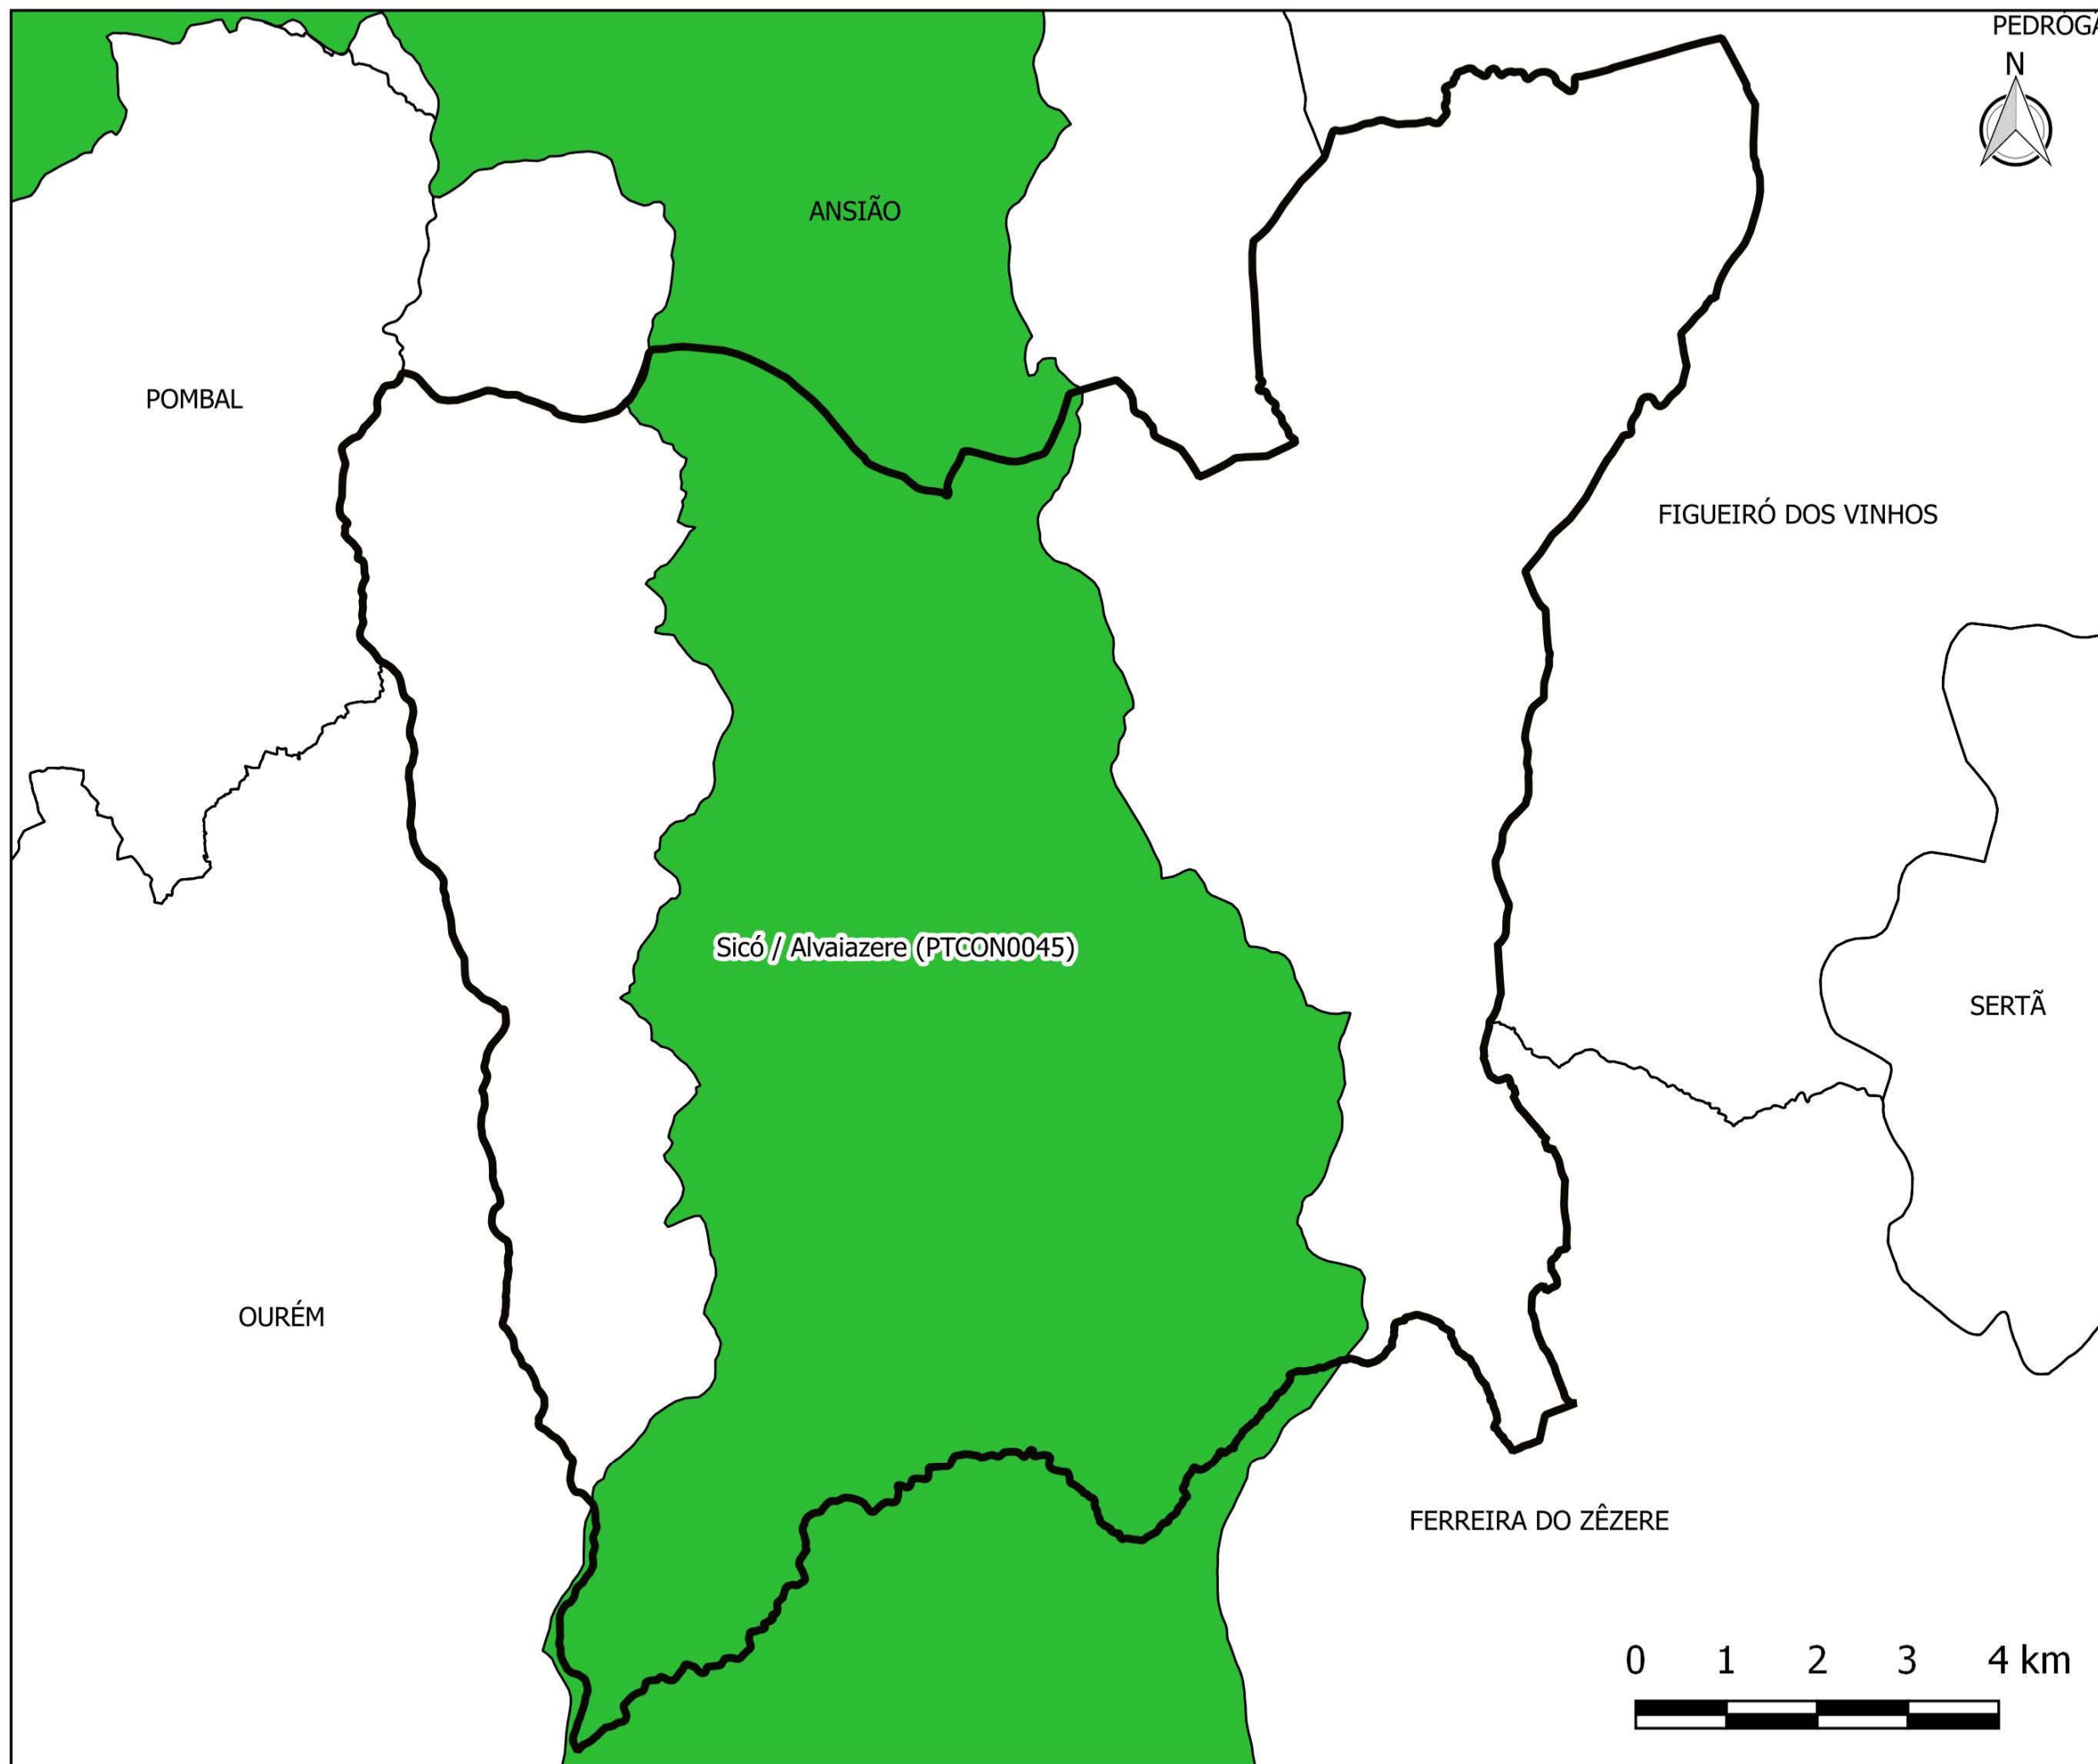 PEDRÓGÃ
N
ANSIÃO
POMBAL
FIGUEIRÓ DOS VINHOS
Sicó / Alvaiazere (PTCON0045)
SERTÃ
OURÉM
FERREIRA DO ZÊZERE
0 1 2 3 4 km